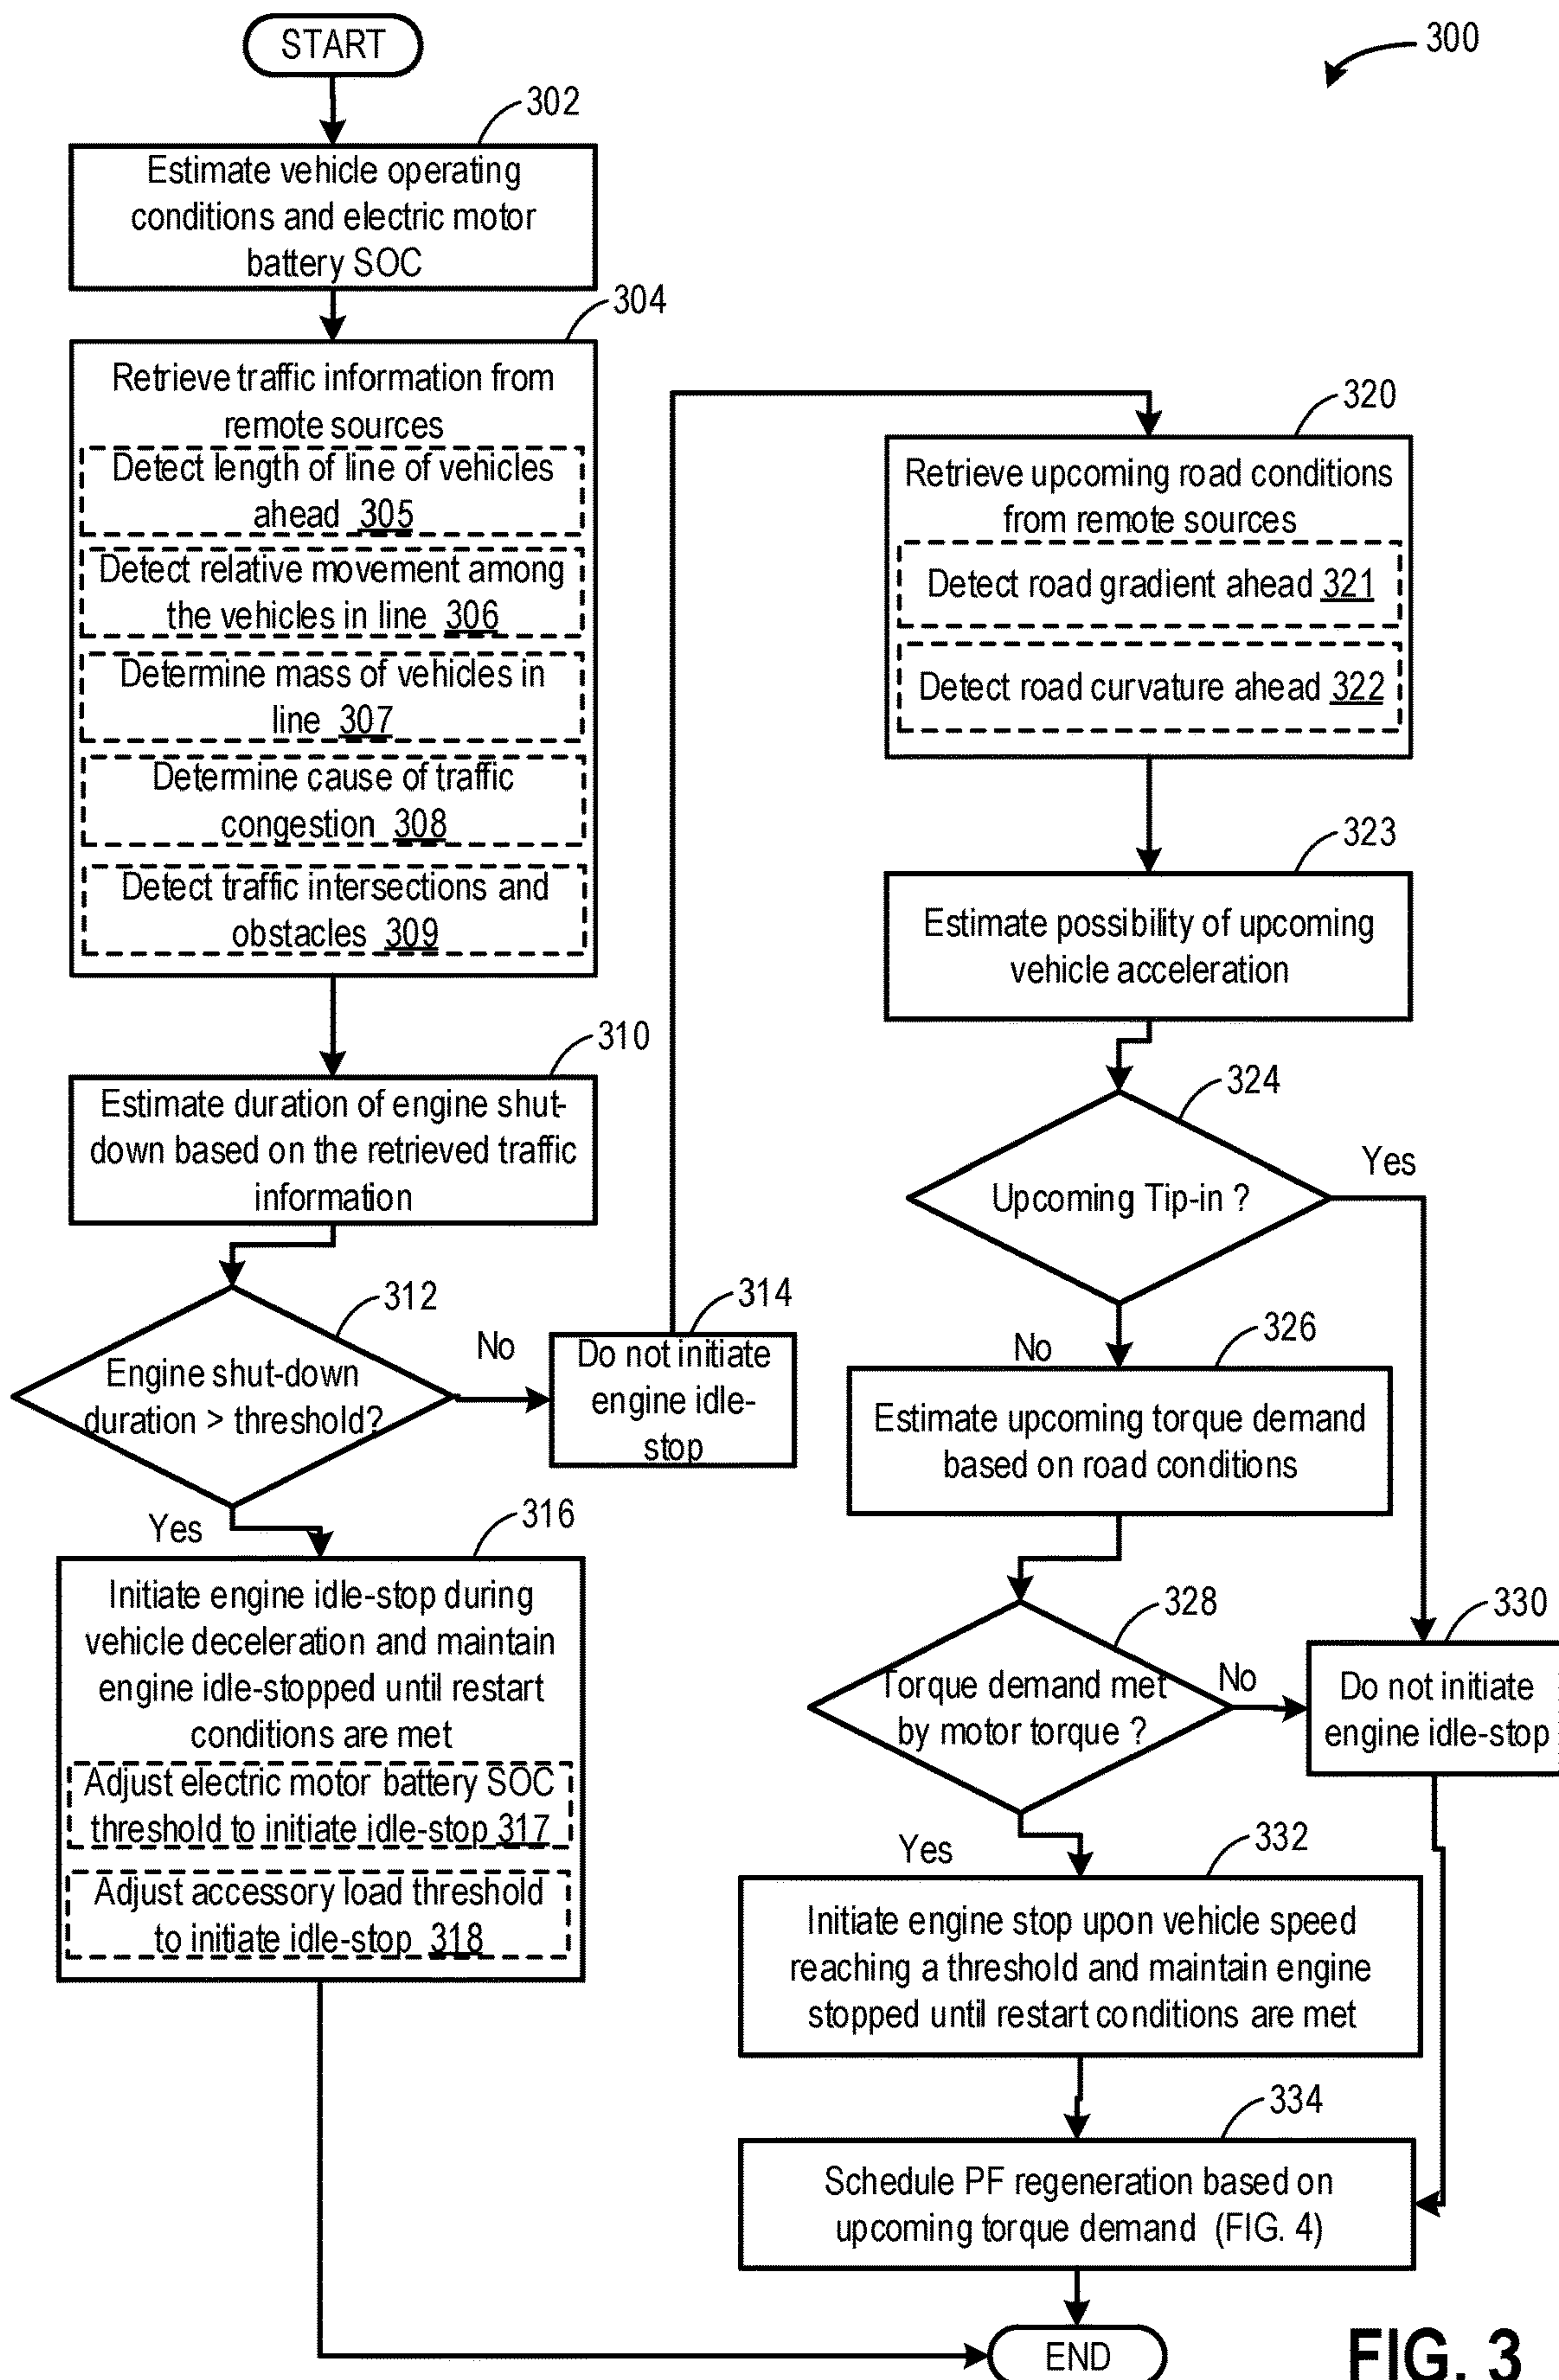 START
300
302
Estimate vehicle operating
conditions and electric motor
battery SOC
304
Retrieve traffic information from
remote sources
Detect length of line of vehicles
ahead 305
Detect relative movement among
the vehicles in line 306
Determine mass of vehicles in
line 307
Determine cause of traffic
congestion 308
Detect traffic intersections and
obstacles 309
310
Estimate duration of engine shut-
down based on the retrieved traffic
information
312
Engine shut-down
duration > threshold?
No
314
Do not initiate
engine idle-
stop
Yes
316
Initiate engine idle-stop during
vehicle deceleration and maintain
engine idle-stopped until restart
conditions are met
Adjust electric motor battery SOC
threshold to initiate idle-stop 317
Adjust accessory load threshold
to initiate idle-stop 318
320
Retrieve upcoming road conditions
from remote sources
Detect road gradient ahead 321
Detect road curvature ahead 322
323
Estimate possibility of upcoming
vehicle acceleration
324
Upcoming Tip-in ?
Yes
No
326
Estimate upcoming torque demand
based on road conditions
328
Torque demand met
by motor torque ?
No
330
Do not initiate
engine idle-stop
Yes
332
Initiate engine stop upon vehicle speed
reaching a threshold and maintain engine
stopped until restart conditions are met
334
Schedule PF regeneration based on
upcoming torque demand (FIG. 4)
END
FIG. 3